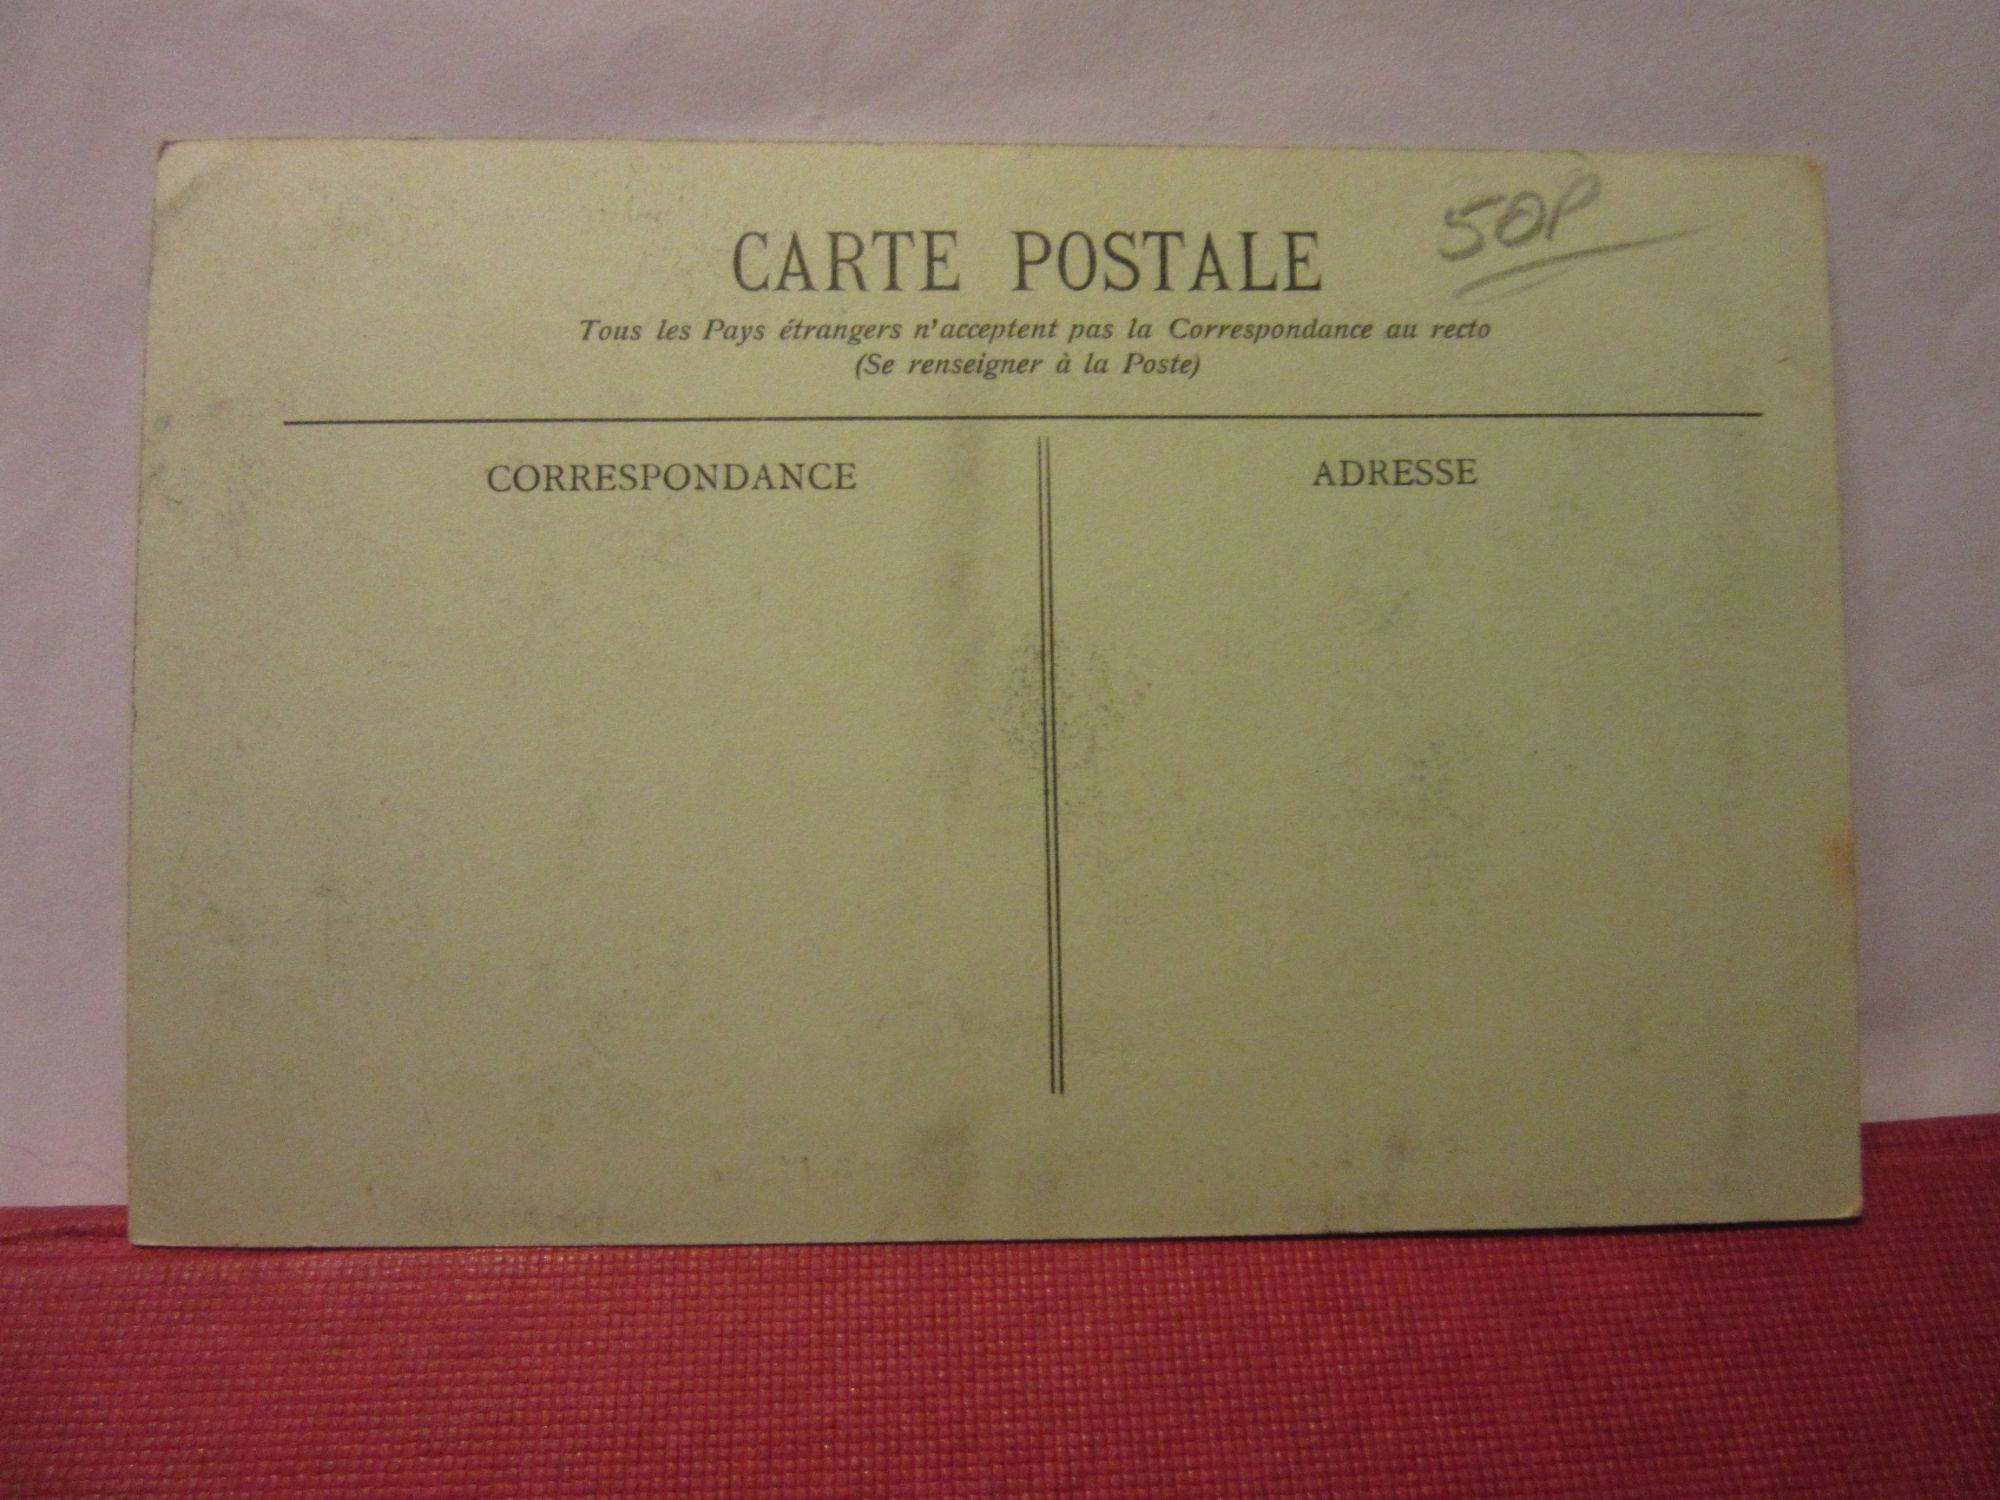 50P
CARTE POSTALE
Tous les Pays étrangers n'acceptent pas la Correspondance au recto
(Se renseigner à la Poste)
CORRESPONDANCE
ADRESSE